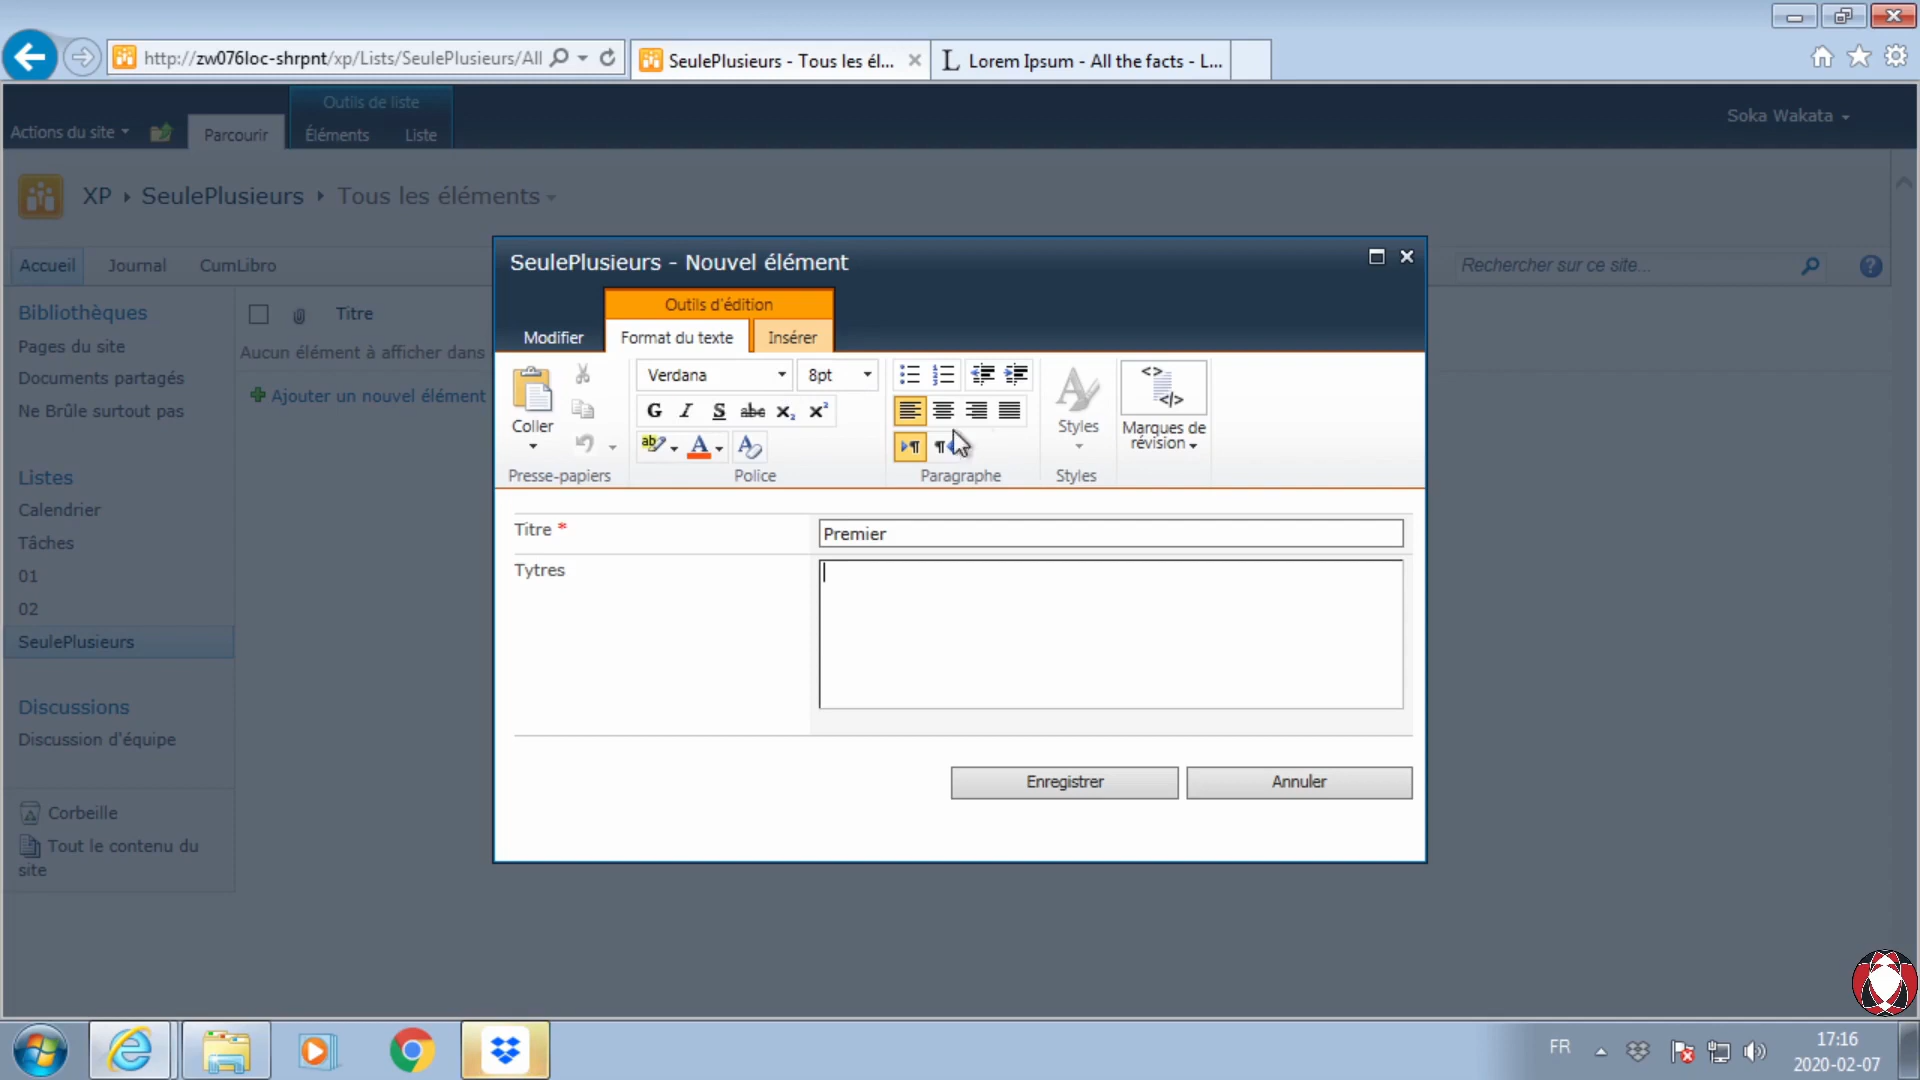 http://zw076loc-shrpnt/xp/Lists/SeulePlusieurs/All
SeulePlusieurs - Tous les él...
L Lorem Ipsum - All the facts - L...
Outils de liste
Actions du site
Parcourir
Éléments
Liste
Soka Wakata
XP
SeulePlusieurs
Tous les éléments
Accueil
Journal
CumLibro
Rechercher sur ce site...
Bibliothèques
Pages du site
Documents partagés
Ne Brûle surtout pas
Listes
Calendrier
Tâches
01
02
SeulePlusieurs
Discussions
Discussion d'équipe
Corbeille
Tout le contenu du
site
Titre
Aucun élément à afficher dans
Ajouter un nouvel élément
SeulePlusieurs - Nouvel élément
Outils d'édition
Modifier
Format du texte
Insérer
Coller
Presse-papiers
Verdana
8pt
G I S abc X₂ X²
ab A A
Police
Paragraphe
Styles
Styles
Marques de
révision
Titre *
Premier
Tytres
Enregistrer
Annuler
FR
17:16
2020-02-07